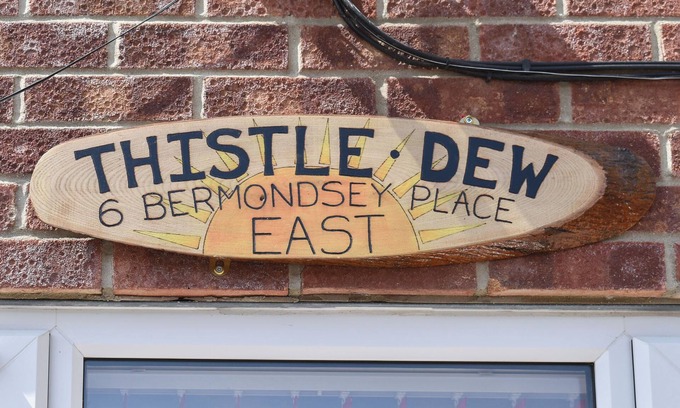 THISTLE · DEW
6 BERMONDSEY PLACE
EAST